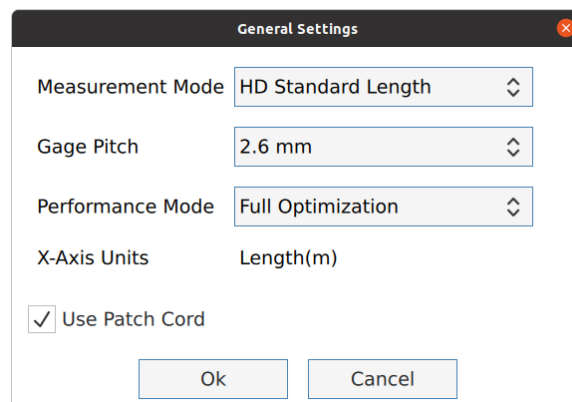 General Settings
Measurement Mode HD Standard Length
Gage Pitch 2.6 mm
Performance Mode Full Optimization
X-Axis Units Length(m)
Use Patch Cord
Ok Cancel